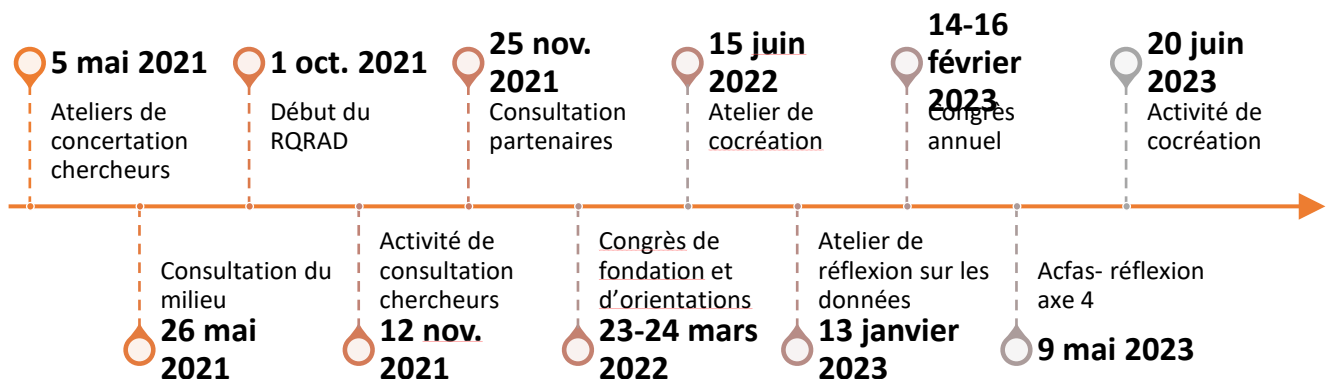 5 mai 2021
Ateliers de
concertation
chercheurs
26 mai
2021
Consultation du
milieu
1 oct. 2021
Début du
RQRAD
12 nov.
2021
Activité de
consultation
chercheurs
25 nov.
2021
Consultation
partenaires
23-24 mars
2022
Congrès de
fondation et
d’orientations
15 juin
2022
Atelier de
cocréation
13 janvier
2023
Atelier de
réflexion sur les
données
14-16
février
2023
Congrès
annuel
9 mai 2023
Acfas- réflexion
axe 4
20 juin
2023
Activité de
cocréation